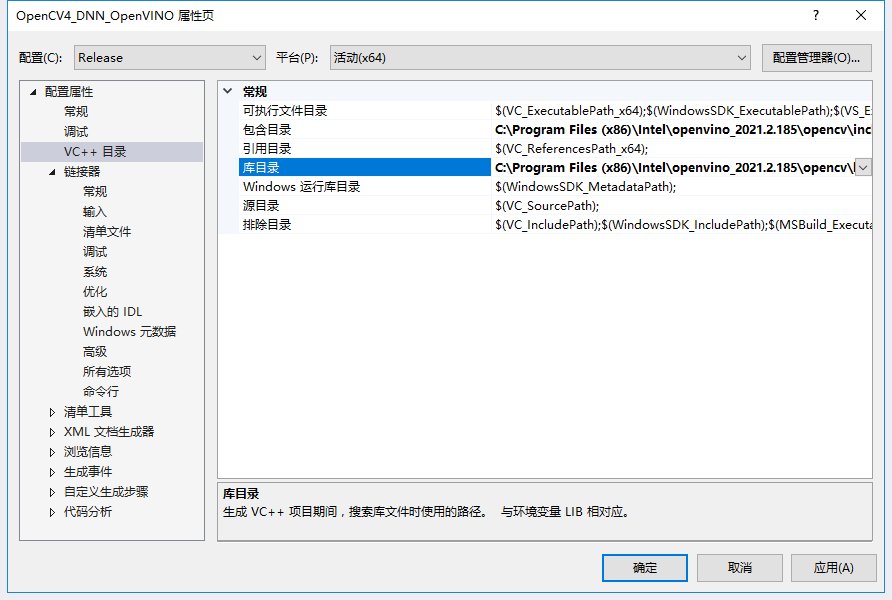 OpenCV4_DNN_OpenVINO 属性页
配置(C): Release 平台(P): 活动(x64) 配置管理器(O)...
配置属性
常规
调试
VC++ 目录
链接器
常规
输入
清单文件
调试
系统
优化
嵌入的 IDL
Windows 元数据
高级
所有选项
命令行
清单工具
XML 文档生成器
浏览信息
生成事件
自定义生成步骤
代码分析
常规
可执行文件目录 $(VC_ExecutablePath_x64);$(WindowsSDK_ExecutablePath);$(VS_E
包含目录 C:\Program Files (x86)\Intel\openvino_2021.2.185\opencv\inc
引用目录 $(VC_ReferencesPath_x64);
库目录 C:\Program Files (x86)\Intel\openvino_2021.2.185\opencv\
Windows 运行库目录 $(WindowsSDK_MetadataPath);
源目录 $(VC_SourcePath);
排除目录 $(VC_IncludePath);$(WindowsSDK_IncludePath);$(MSBuild_Executa
库目录
生成 VC++ 项目期间，搜索库文件时使用的路径。 与环境变量 LIB 相对应。
确定 取消 应用(A)